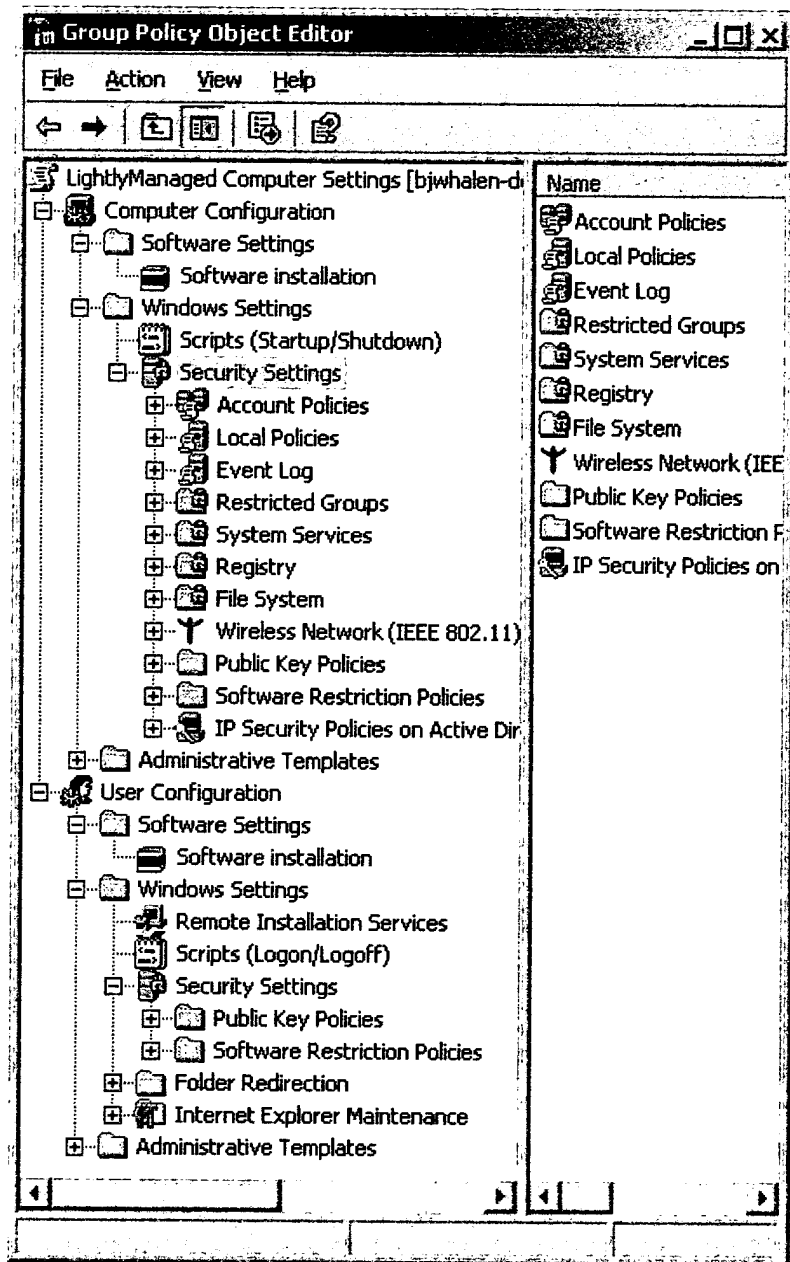 Group Policy Object Editor
File Action View Help
LightlyManaged Computer Settings [bjwhalen-d
Computer Configuration
Software Settings
Software installation
Windows Settings
Scripts (Startup/Shutdown)
Security Settings
Account Policies
Local Policies
Event Log
Restricted Groups
System Services
Registry
File System
Wireless Network (IEEE 802.11)
Public Key Policies
Software Restriction Policies
IP Security Policies on Active Dir
Administrative Templates
User Configuration
Software Settings
Software installation
Windows Settings
Remote Installation Services
Scripts (Logon/Logoff)
Security Settings
Public Key Policies
Software Restriction Policies
Folder Redirection
Internet Explorer Maintenance
Administrative Templates
Name
Account Policies
Local Policies
Event Log
Restricted Groups
System Services
Registry
File System
Wireless Network (IEE
Public Key Policies
Software Restriction P
IP Security Policies on